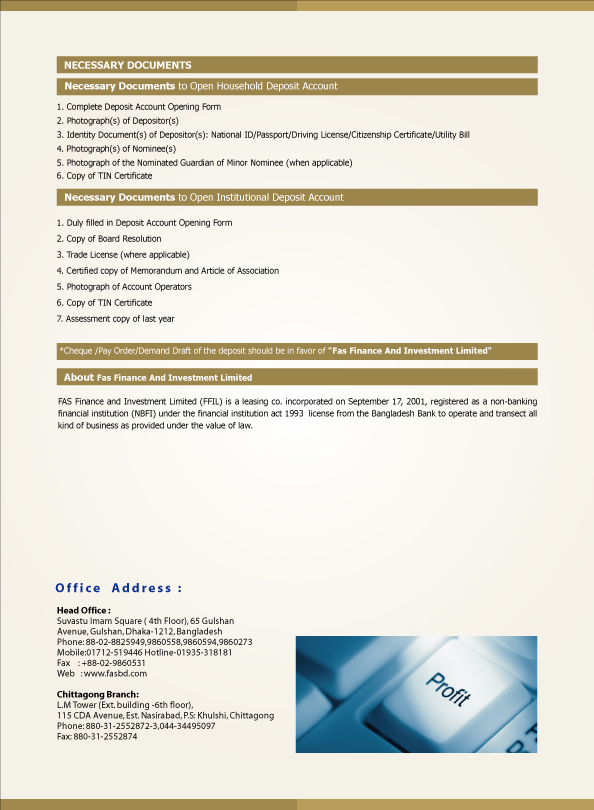 NECESSARY DOCUMENTS
Necessary Documents to Open Household Deposit Account
1. Complete Deposit Account Opening Form
2. Photograph(s) of Depositor(s)
3. Identity Document(s) of Depositor(s): National ID/Passport/Driving License/Citizenship Certificate/Utility Bill
4. Photograph(s) of Nominee(s)
5. Photograph of the Nominated Guardian of Minor Nominee (when applicable)
6. Copy of TIN Certificate
Necessary Documents to Open Institutional Deposit Account
1. Duly filled in Deposit Account Opening Form
2. Copy of Board Resolution
3. Trade License (where applicable)
4. Certified copy of Memorandum and Article of Association
5. Photograph of Account Operators
6. Copy of TIN Certificate
7. Assessment copy of last year
*Cheque /Pay Order/Demand Draft of the deposit should be in favor of "Fas Finance And Investment Limited"
About Fas Finance And Investment Limited
FAS Finance and Investment Limited (FFIL) is a leasing co. incorporated on September 17, 2001, registered as a non-banking
financial institution (NBFI) under the financial institution act 1993 license from the Bangladesh Bank to operate and transect all
kind of business as provided under the value of law.
Office Address :
Head Office :
Suvastu Imam Square ( 4th Floor), 65 Gulshan
Avenue, Gulshan, Dhaka-1212, Bangladesh
Phone: 88-02-8825949,9860558,9860594,9860273
Mobile:01712-519446 Hotline-01935-318181
Fax : +88-02-9860531
Web : www.fasbd.com
Chittagong Branch:
L.M Tower (Ext. building -6th floor),
115 CDA Avenue, Est. Nasirabad, P.S: Khulshi, Chittagong
Phone: 880-31-2552872-3,044-34495097
Fax: 880-31-2552874
Profit